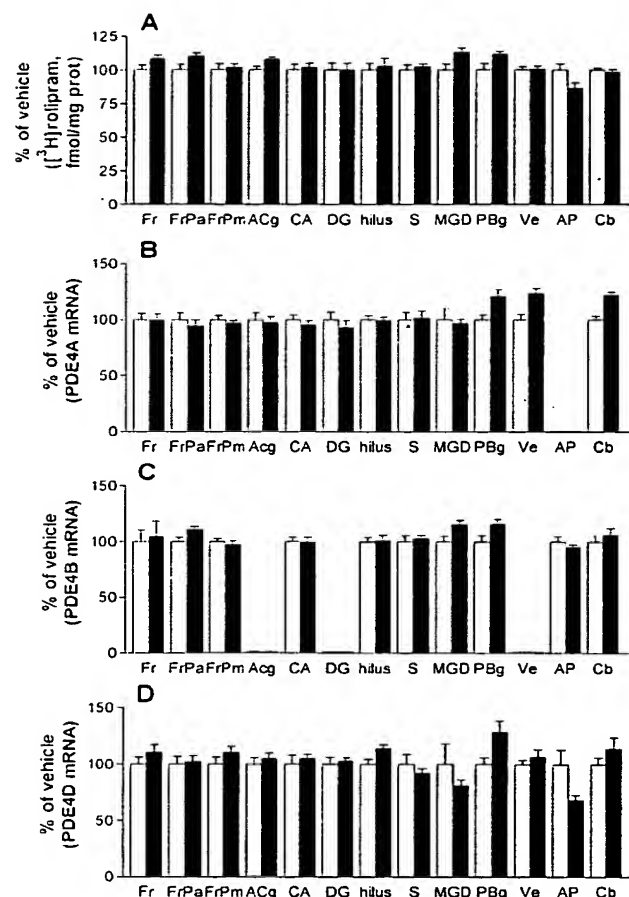 A
% of vehicle
([³H]rolipram,
fmol/mg prot)
125
100
75
50
25
0
Fr FrPa FrPm ACg CA DG hilus S MGD PBg Ve AP Cb
B
% of vehicle
(PDE4A mRNA)
150
100
50
0
Fr FrPa FrPm Acg CA DG hilus S MGD PBg Ve AP Cb
C
% of vehicle
(PDE4B mRNA)
150
100
50
0
Fr FrPa FrPm Acg CA DG hilus S MGD PBg Ve AP Cb
D
% of vehicle
(PDE4D mRNA)
150
100
50
0
Fr FrPa FrPm ACg CA DG hilus S MGD PBg Ve AP Cb